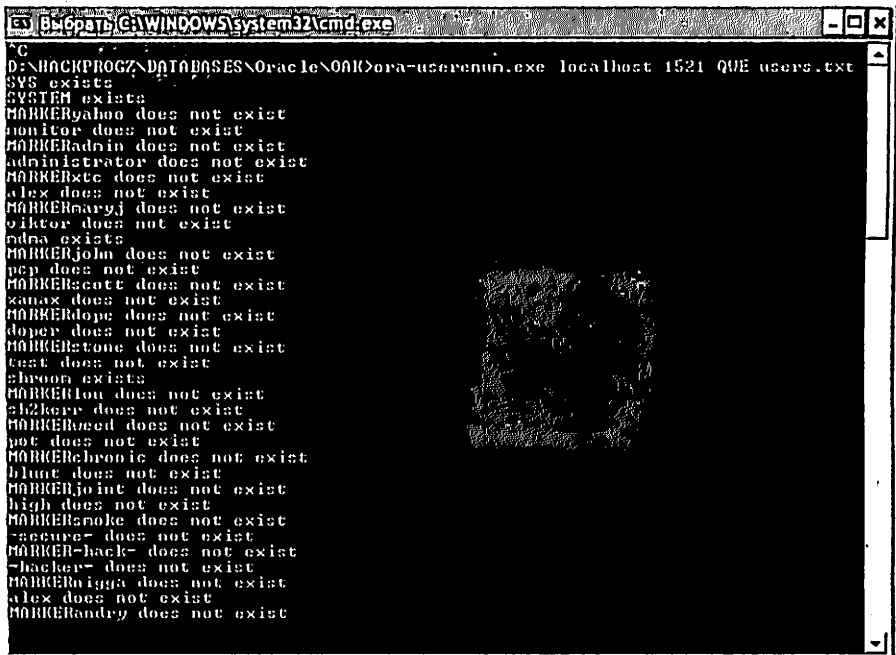 Выбрать C:\WINDOWS\system32\cmd.exe
^C
D:\HACKPROGZ\DATABASES\Oracle\OAK>ora-userenum.exe localhost 1521 QWE users.txt
SYS exists
SYSTEM exists
MARKERyahoo does not exist
monitor does not exist
MARKERadmin does not exist
administrator does not exist
MARKERxtc does not exist
alex does not exist
MARKERmaryj does not exist
viktor does not exist
mdma exists
MARKERjohn does not exist
pcp does not exist
MARKERscott does not exist
xanax does not exist
MARKERdope does not exist
doper does not exist
MARKERstone does not exist
test does not exist
shroom exists
MARKERlou does not exist
sh2kerr does not exist
MARKERweed does not exist
pot does not exist
MARKERchronic does not exist
blunt does not exist
MARKERjoint does not exist
high does not exist
MARKERsmoke does not exist
~secure~ does not exist
MARKER~hack~ does not exist
~hacker~ does not exist
MARKERnigga does not exist
alex does not exist
MARKERandry does not exist